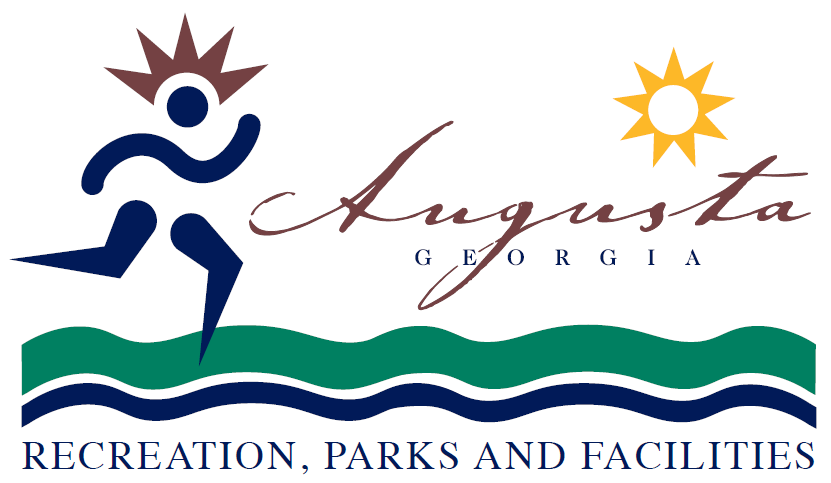 Augusta
GEORGIA
RECREATION, PARKS AND FACILITIES